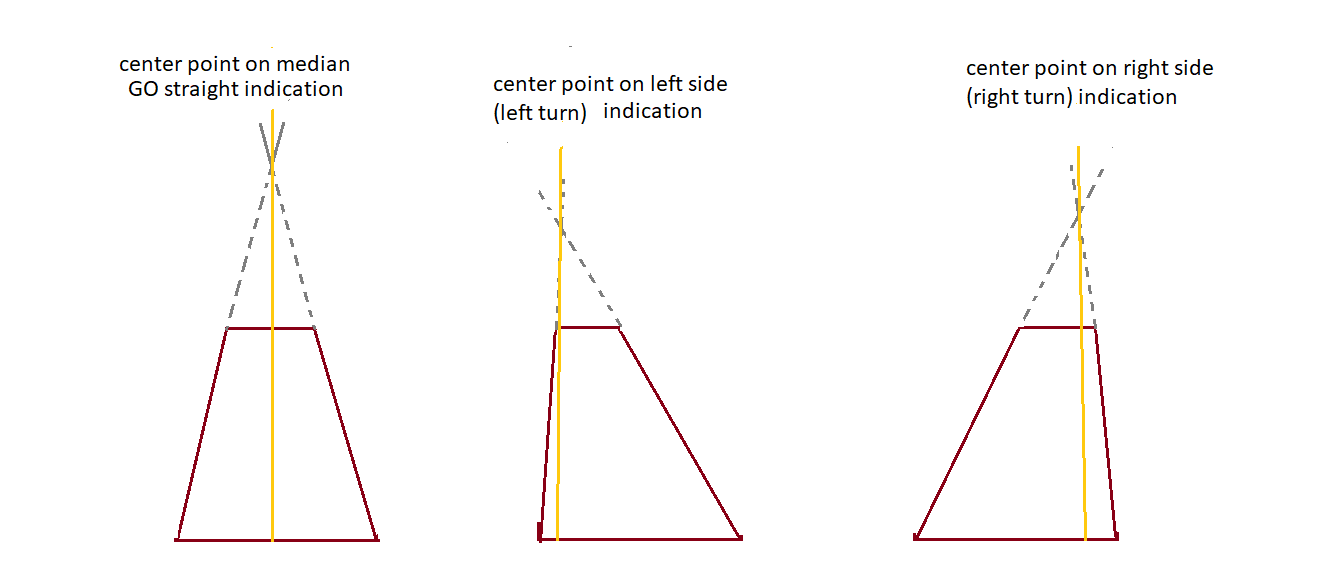 center point on median
GO straight indication
center point on left side
(left turn) indication
center point on right side
(right turn) indication